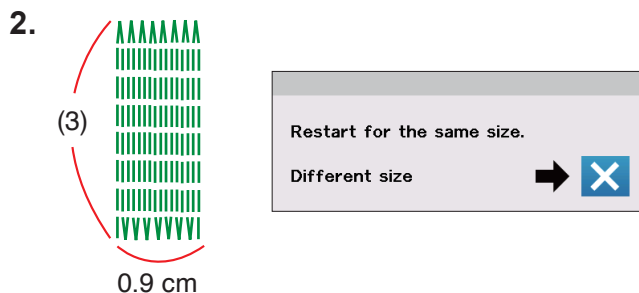 2.
(3)
0.9 cm
Restart for the same size.
Different size